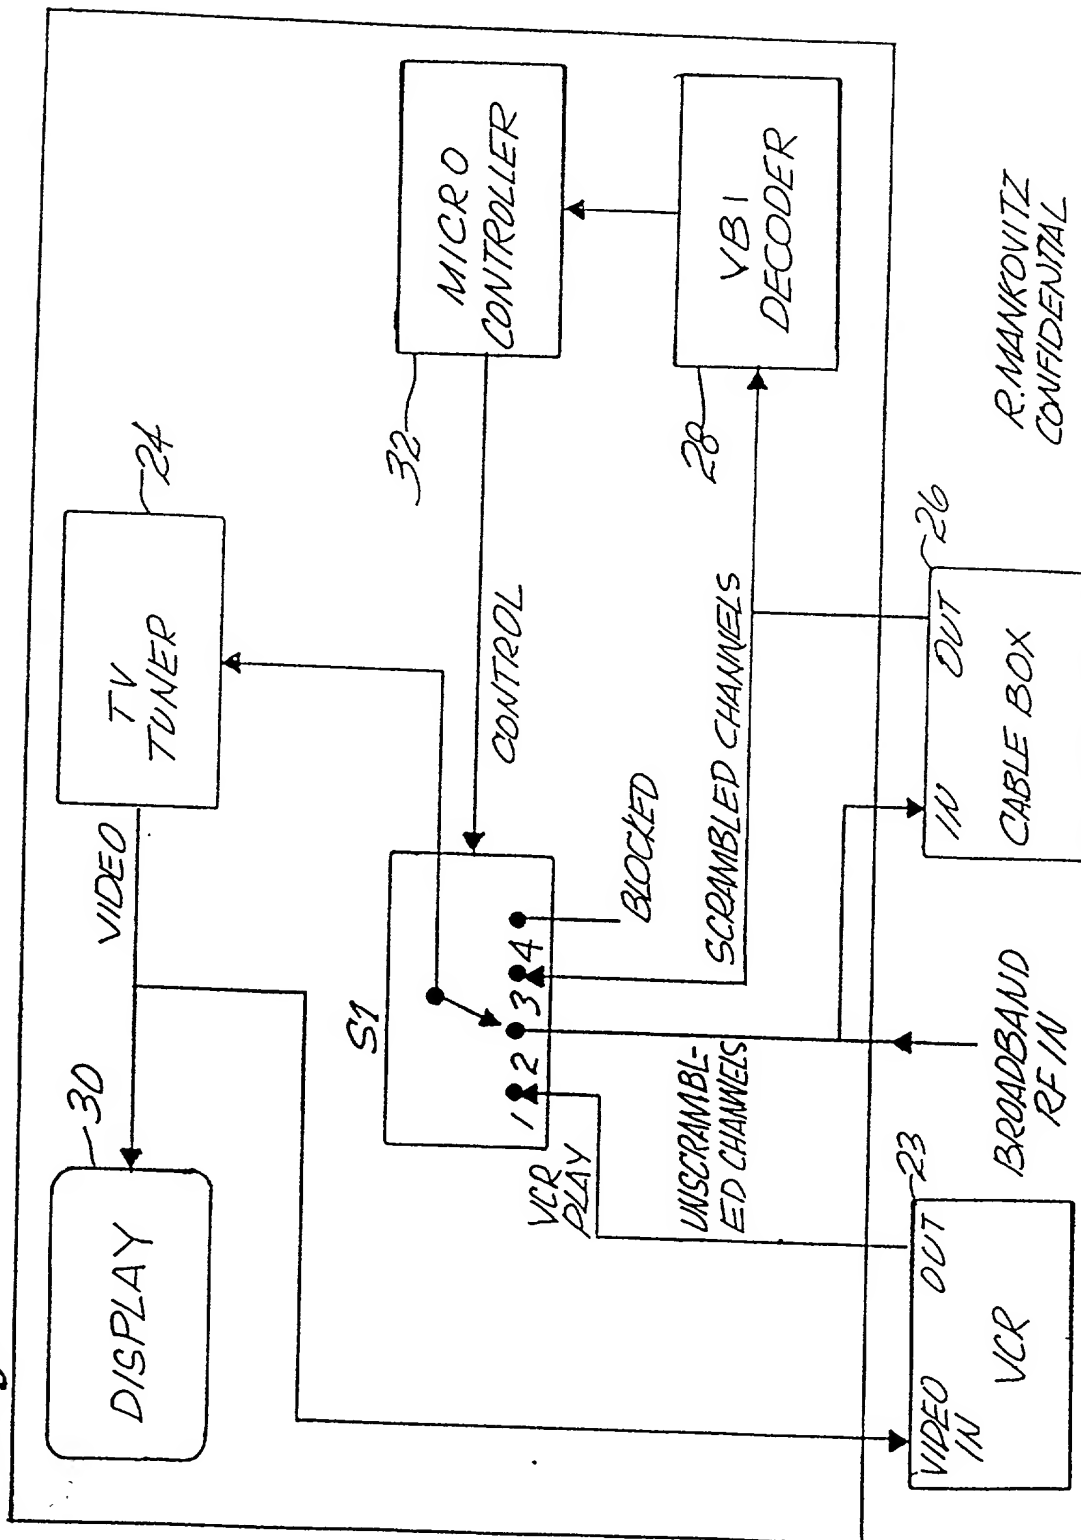 DISPLAY
30
VIDEO
TV
TUNER
24
MICRO
CONTROLLER
32
S1
CONTROL
1 2 3 4
VCR
PLAY
BLOCKED
UNSCRAMBL-
ED CHANNELS
SCRAMBLED CHANNELS
VBI
DECODER
28
VIDEO
IN
OUT
VCR
23
BROADBAND
RF IN
IN
OUT
CABLE BOX
26
R.MANKOVITZ
CONFIDENTAL